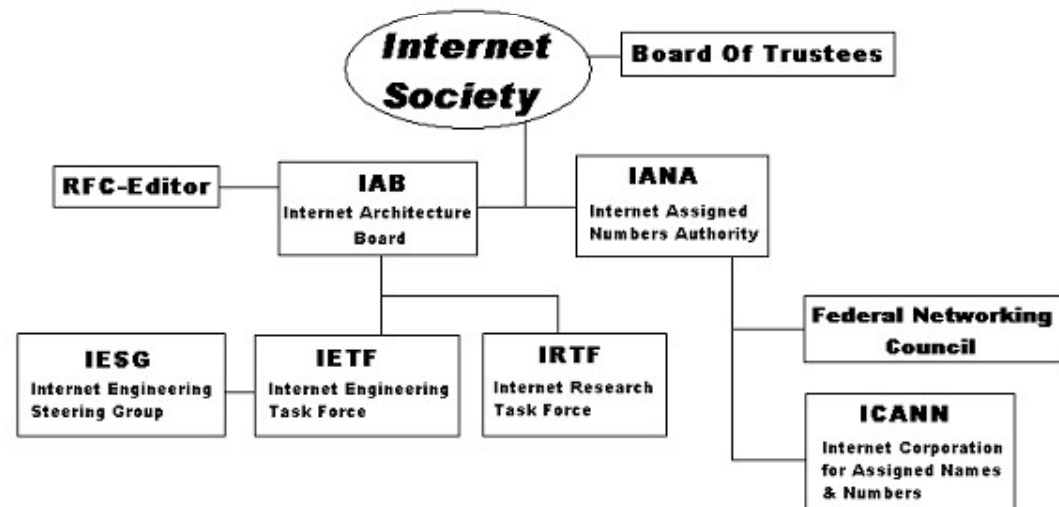 Internet
Society
Board Of Trustees
RFC-Editor
IAB
Internet Architecture
Board
IANA
Internet Assigned
Numbers Authority
IESG
Internet Engineering
Steering Group
IETF
Internet Engineering
Task Force
IRTF
Internet Research
Task Force
Federal Networking
Council
ICANN
Internet Corporation
for Assigned Names
& Numbers